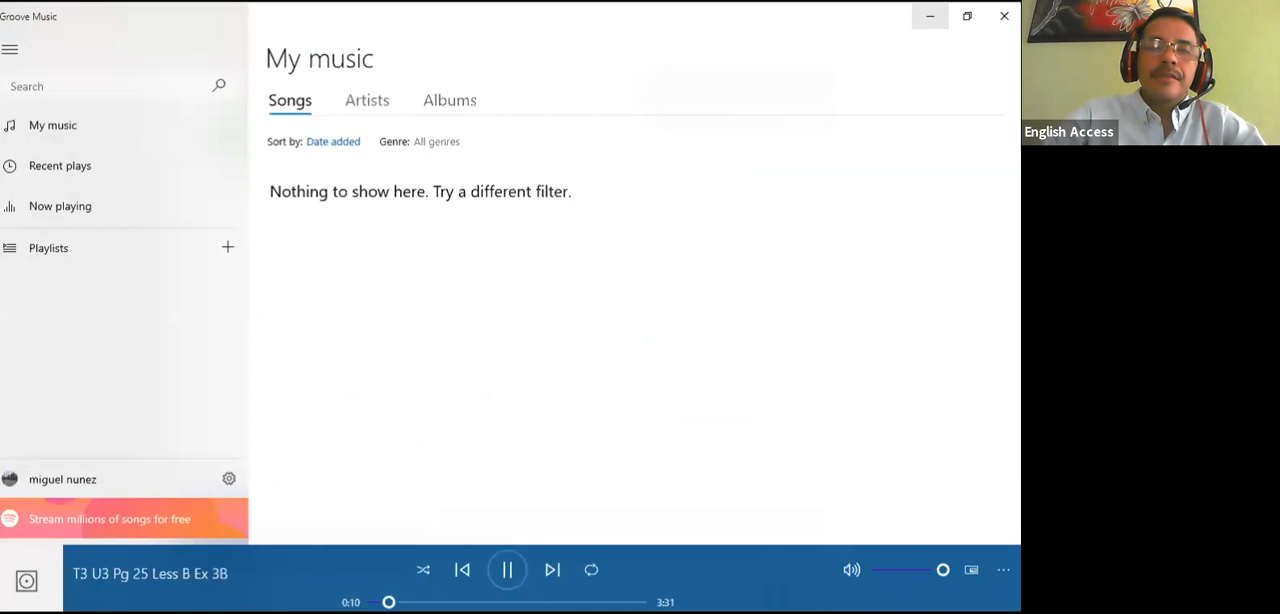 Groove Music
Search
My music
Recent plays
Now playing
Playlists
miguel nunez
Stream millions of songs for free
My music
Songs Artists Albums
Sort by: Date added Genre: All genres
Nothing to show here. Try a different filter.
T3 U3 Pg 25 Less B Ex 3B
0:10 3:31
English Access